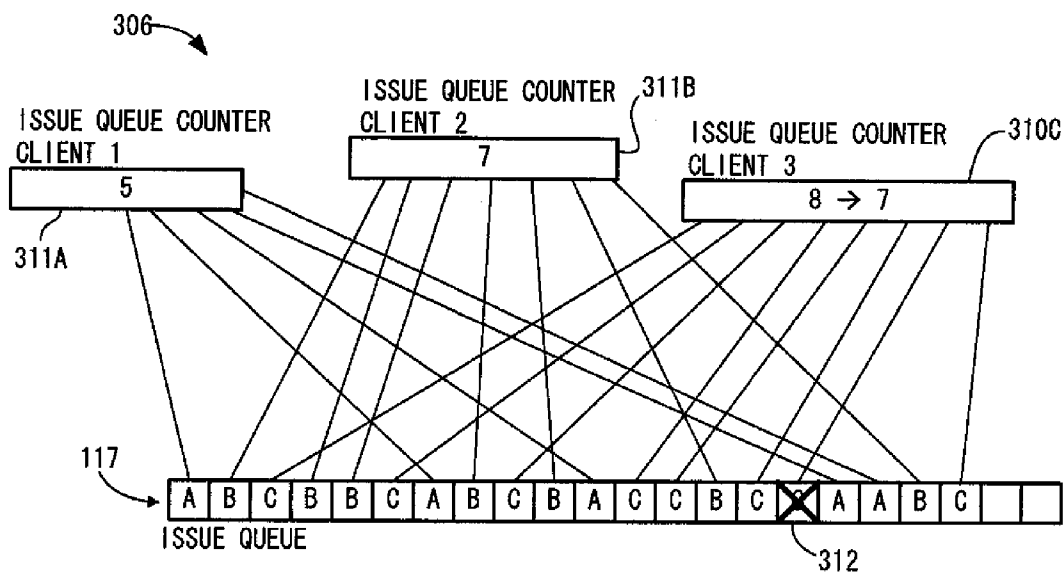 306
ISSUE QUEUE COUNTER
CLIENT 1
5
311A
ISSUE QUEUE COUNTER
CLIENT 2
7
311B
ISSUE QUEUE COUNTER
CLIENT 3
8 → 7
310C
117
A B C B B C A B C B A C C B C A A B C
ISSUE QUEUE
312